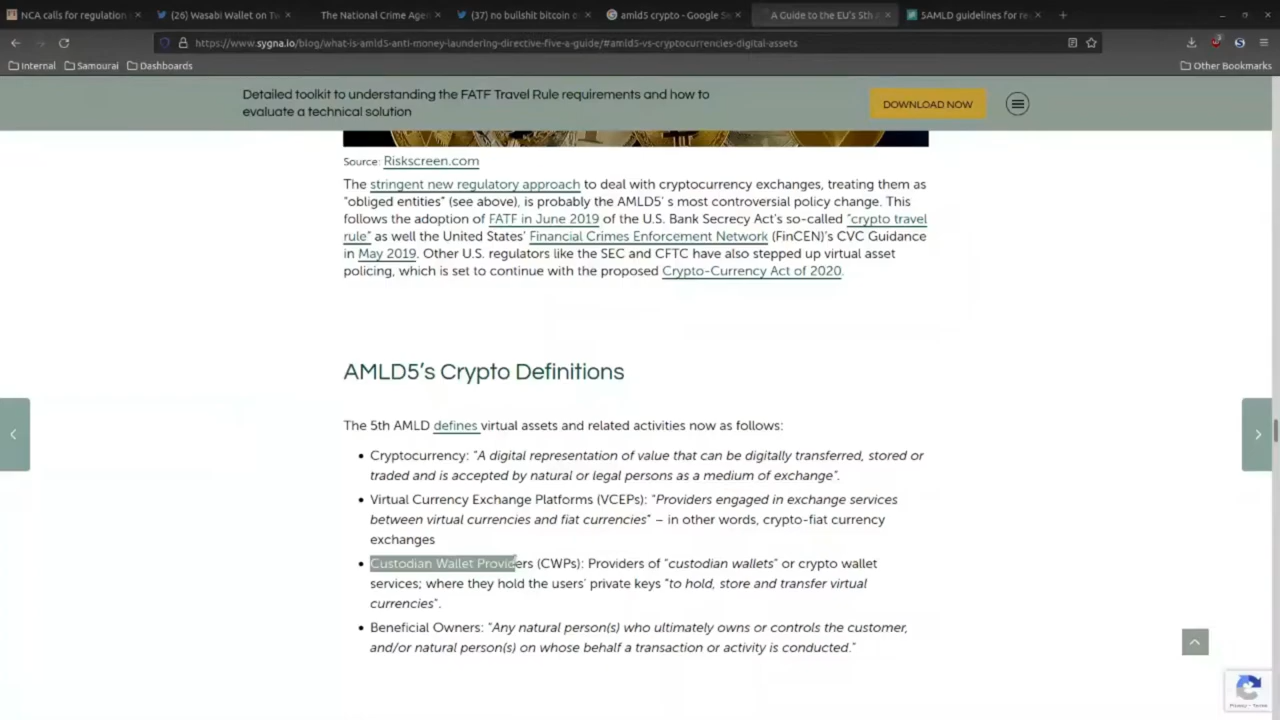 NCA calls for regulation
(26) Wasabi Wallet on Tw
The National Crime Agen
(37) no bullshit bitcoin o
amld5 crypto - Google Se
A Guide to the EU's 5th A
5AMLD guidelines for re
https://www.sygna.io/blog/what-is-amld5-anti-money-laundering-directive-five-a-guide/#amld5-vs-cryptocurrencies-digital-assets
Internal
Samourai
Dashboards
Other Bookmarks
Detailed toolkit to understanding the FATF Travel Rule requirements and how to
evaluate a technical solution
DOWNLOAD NOW
Source: Riskscreen.com
The stringent new regulatory approach to deal with cryptocurrency exchanges, treating them as
"obliged entities" (see above), is probably the AMLD5' s most controversial policy change. This
follows the adoption of FATF in June 2019 of the U.S. Bank Secrecy Act's so-called "crypto travel
rule" as well the United States' Financial Crimes Enforcement Network (FinCEN)'s CVC Guidance
in May 2019. Other U.S. regulators like the SEC and CFTC have also stepped up virtual asset
policing, which is set to continue with the proposed Crypto-Currency Act of 2020.
AMLD5's Crypto Definitions
The 5th AMLD defines virtual assets and related activities now as follows:
• Cryptocurrency: "A digital representation of value that can be digitally transferred, stored or
traded and is accepted by natural or legal persons as a medium of exchange".
• Virtual Currency Exchange Platforms (VCEPs): "Providers engaged in exchange services
between virtual currencies and fiat currencies" – in other words, crypto-fiat currency
exchanges
• Custodian Wallet Providers (CWPs): Providers of "custodian wallets" or crypto wallet
services; where they hold the users' private keys "to hold, store and transfer virtual
currencies".
• Beneficial Owners: "Any natural person(s) who ultimately owns or controls the customer,
and/or natural person(s) on whose behalf a transaction or activity is conducted."
Privacy - Terms